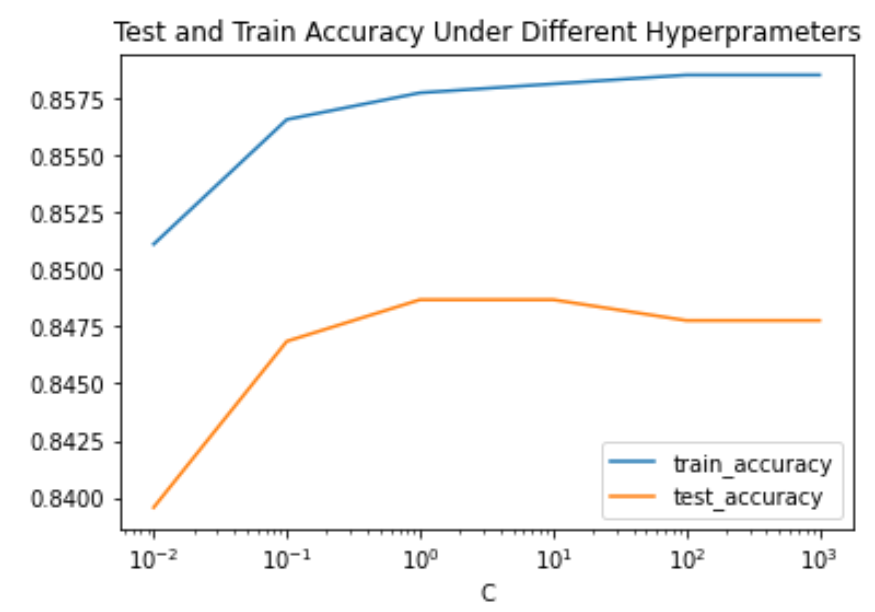 Test and Train Accuracy Under Different Hyperprameters
0.8575
0.8550
0.8525
0.8500
0.8475
0.8450
0.8425
0.8400
train_accuracy
test_accuracy
10⁻² 10⁻¹ 10⁰ 10¹ 10² 10³
C